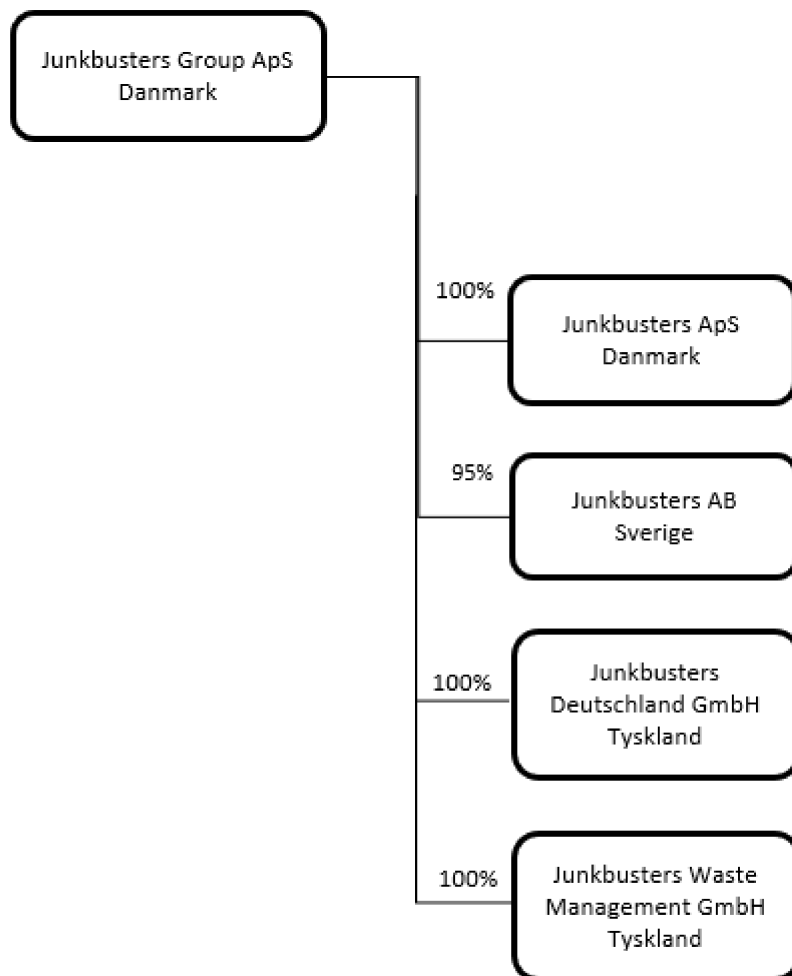 Junkbusters Group ApS
Danmark
100%
Junkbusters ApS
Danmark
95%
Junkbusters AB
Sverige
100%
Junkbusters
Deutschland GmbH
Tyskland
100%
Junkbusters Waste
Management GmbH
Tyskland